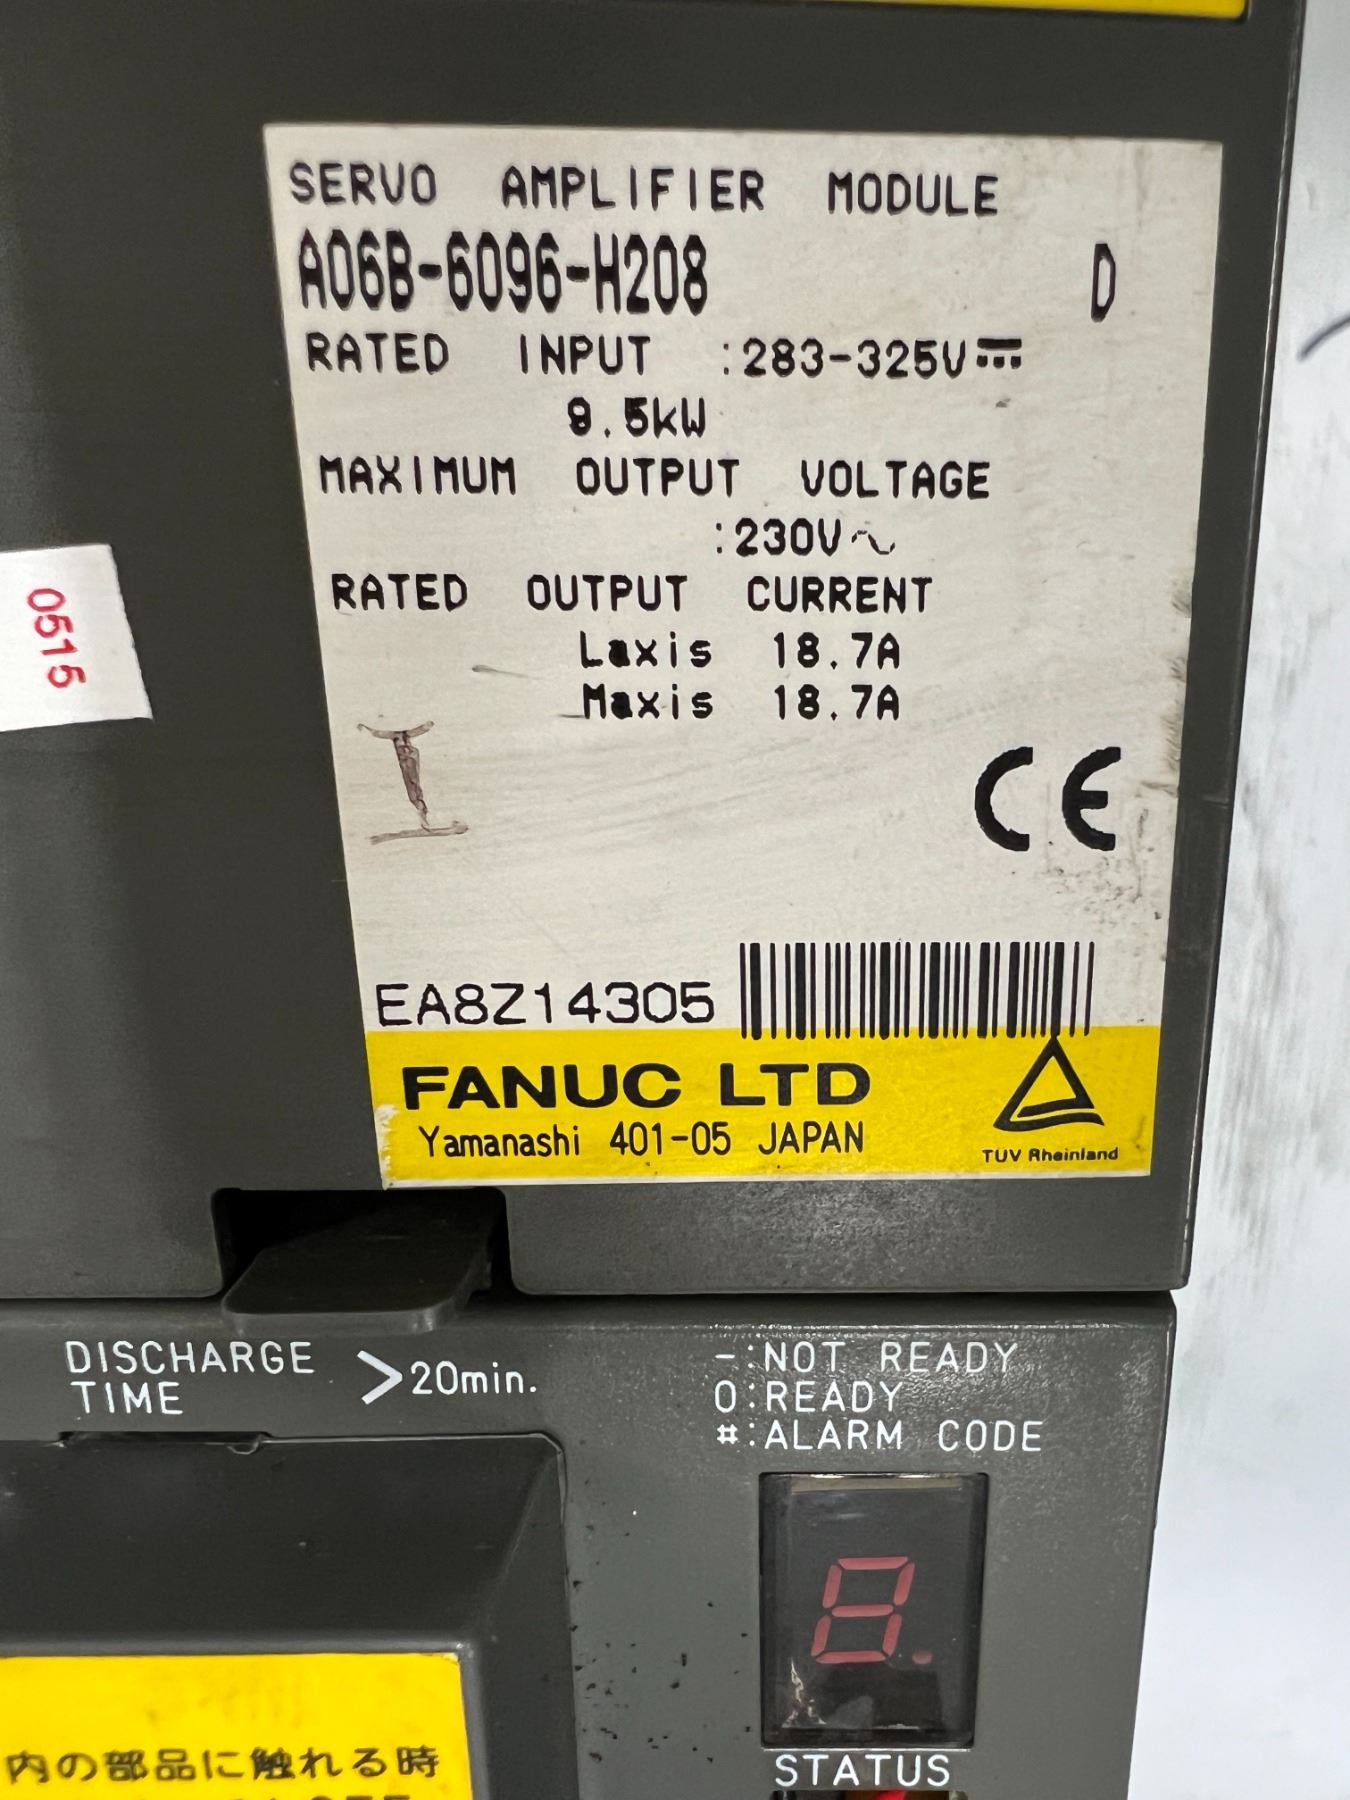 SERVO AMPLIFIER MODULE
A06B-6096-H208 D
RATED INPUT :283-325V⎓
8.5kW
MAXIMUM OUTPUT VOLTAGE
:230V~
RATED OUTPUT CURRENT
Laxis 18.7A
Maxis 18.7A
0515
I
CE
EA8Z14305
FANUC LTD
Yamanashi 401-05 JAPAN
TUV Rheinland
DISCHARGE
TIME >20min.
-:NOT READY
0:READY
#:ALARM CODE
8.
STATUS
内の部品に触れる時